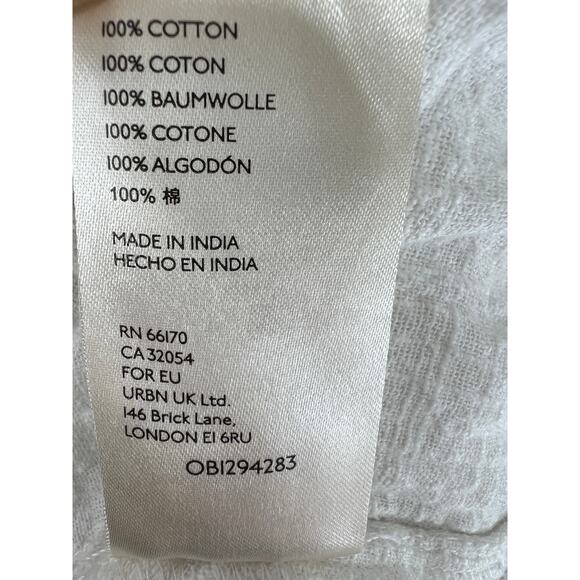 100% COTTON
100% COTON
100% BAUMWOLLE
100% COTONE
100% ALGODÓN
100% 棉
MADE IN INDIA
HECHO EN INDIA
RN 66170
CA 32054
FOR EU
URBN UK Ltd.
146 Brick Lane,
LONDON E1 6RU
OB1294283